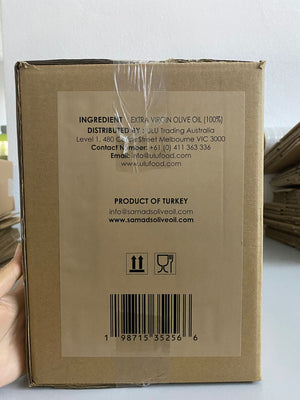 INGREDIENT EXTRA VIRGIN OLIVE OIL (100%)
DISTRIBUTED BY ULU Trading Australia
Level 1, 480 Street Melbourne VIC 3000
Contact Number: +61 (0) 411 363 336
Email: info@ulufood.com
www.ulufood.com
PRODUCT OF TURKEY
info@samadsoliveoil.com
www.samadsoliveoil.com
1 98715 35256 6